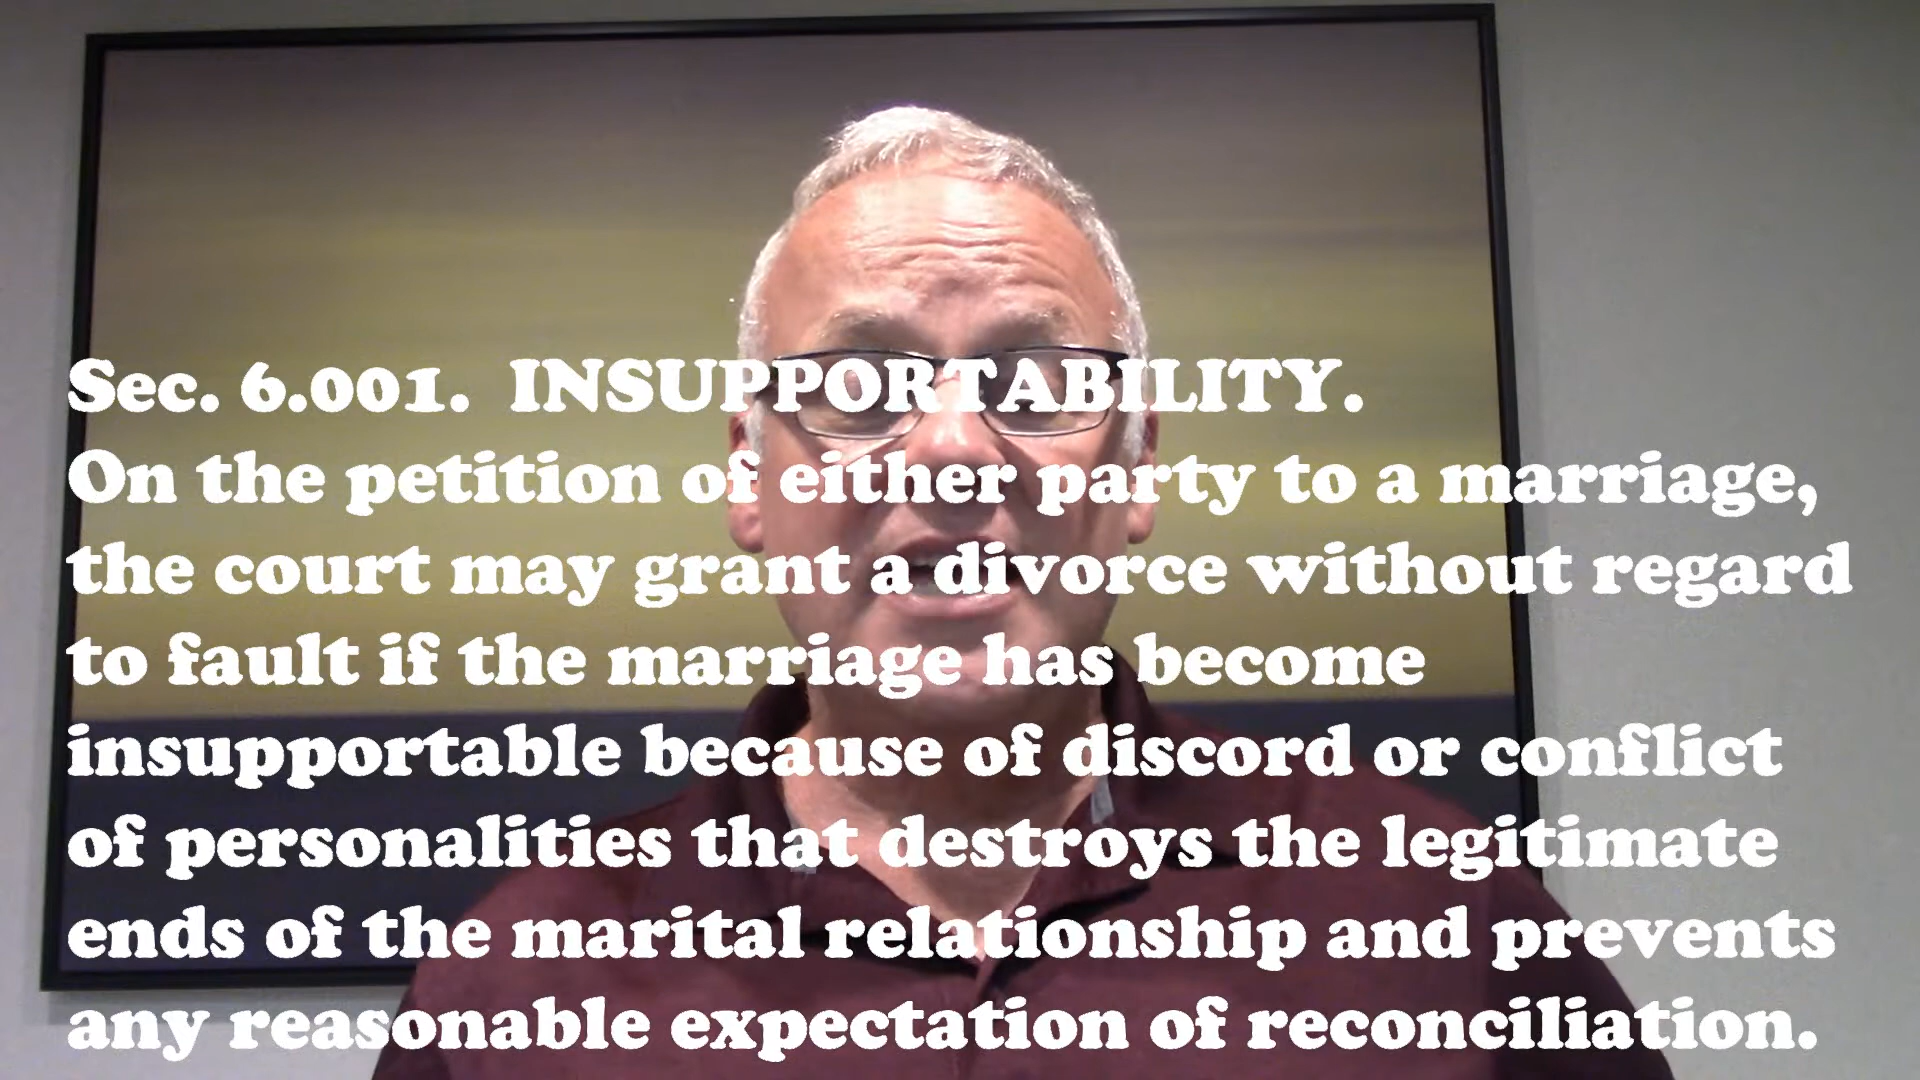 Sec. 6.001.  INSUPPORTABILITY.
On the petition of either party to a marriage,
the court may grant a divorce without regard
to fault if the marriage has become
insupportable because of discord or conflict
of personalities that destroys the legitimate
ends of the marital relationship and prevents
any reasonable expectation of reconciliation.